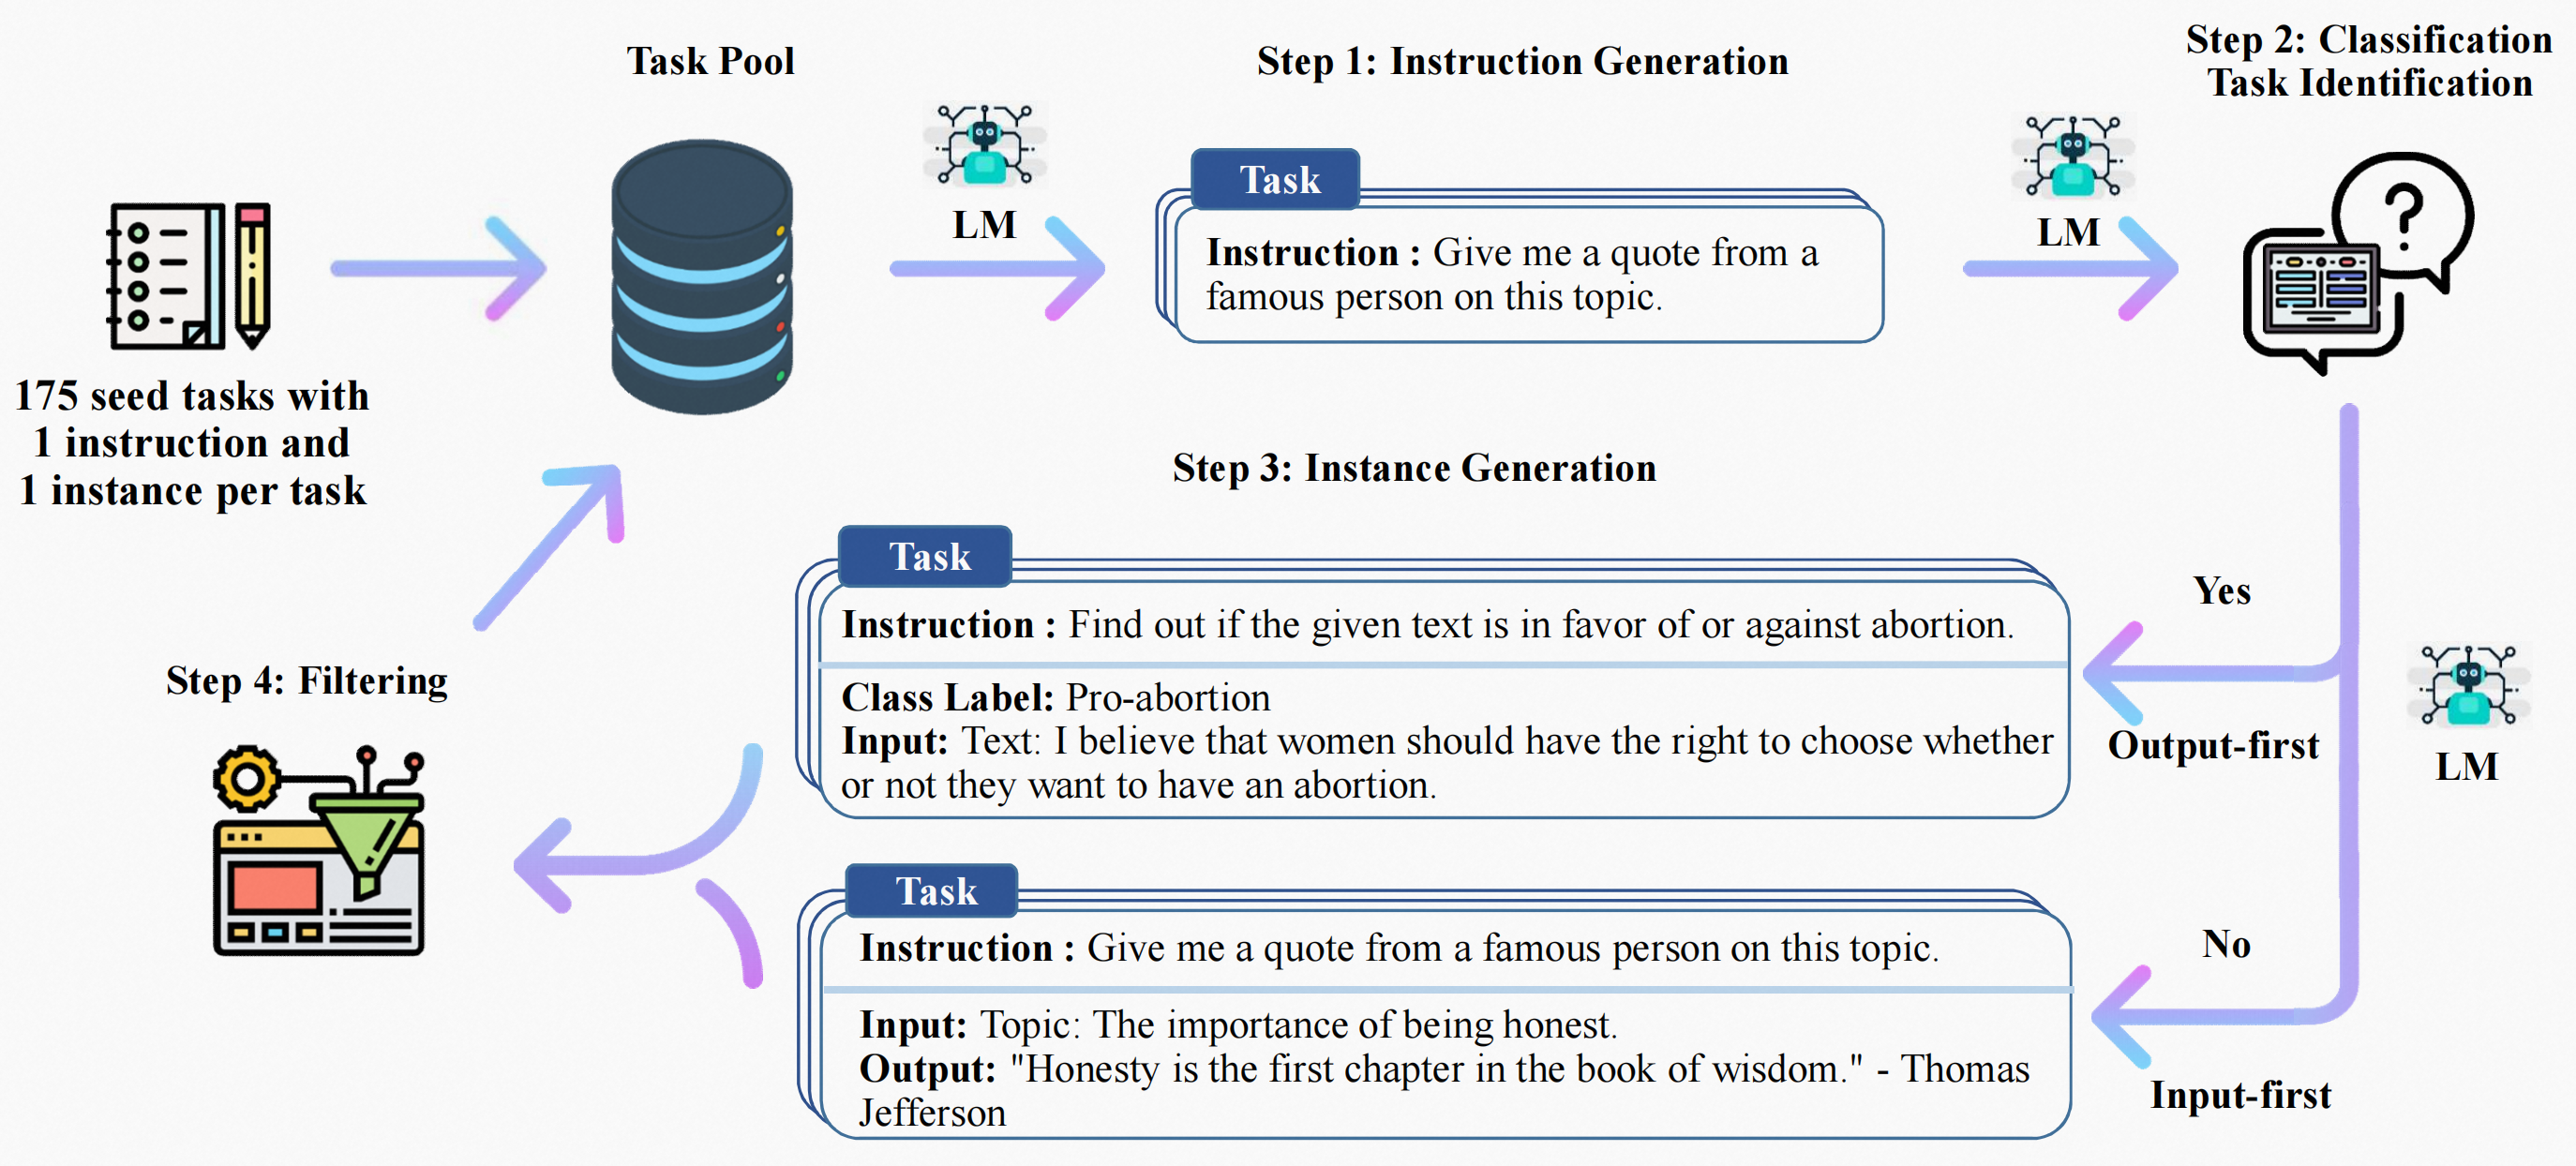 Task Pool
Step 1: Instruction Generation
Step 2: Classification
Task Identification
LM
LM
Task
Instruction : Give me a quote from a
famous person on this topic.
175 seed tasks with
1 instruction and
1 instance per task
Step 3: Instance Generation
Task
Instruction : Find out if the given text is in favor of or against abortion.
Class Label: Pro-abortion
Input: Text: I believe that women should have the right to choose whether
or not they want to have an abortion.
Yes
Output-first
LM
Step 4: Filtering
Task
Instruction : Give me a quote from a famous person on this topic.
Input: Topic: The importance of being honest.
Output: "Honesty is the first chapter in the book of wisdom." - Thomas
Jefferson
No
Input-first